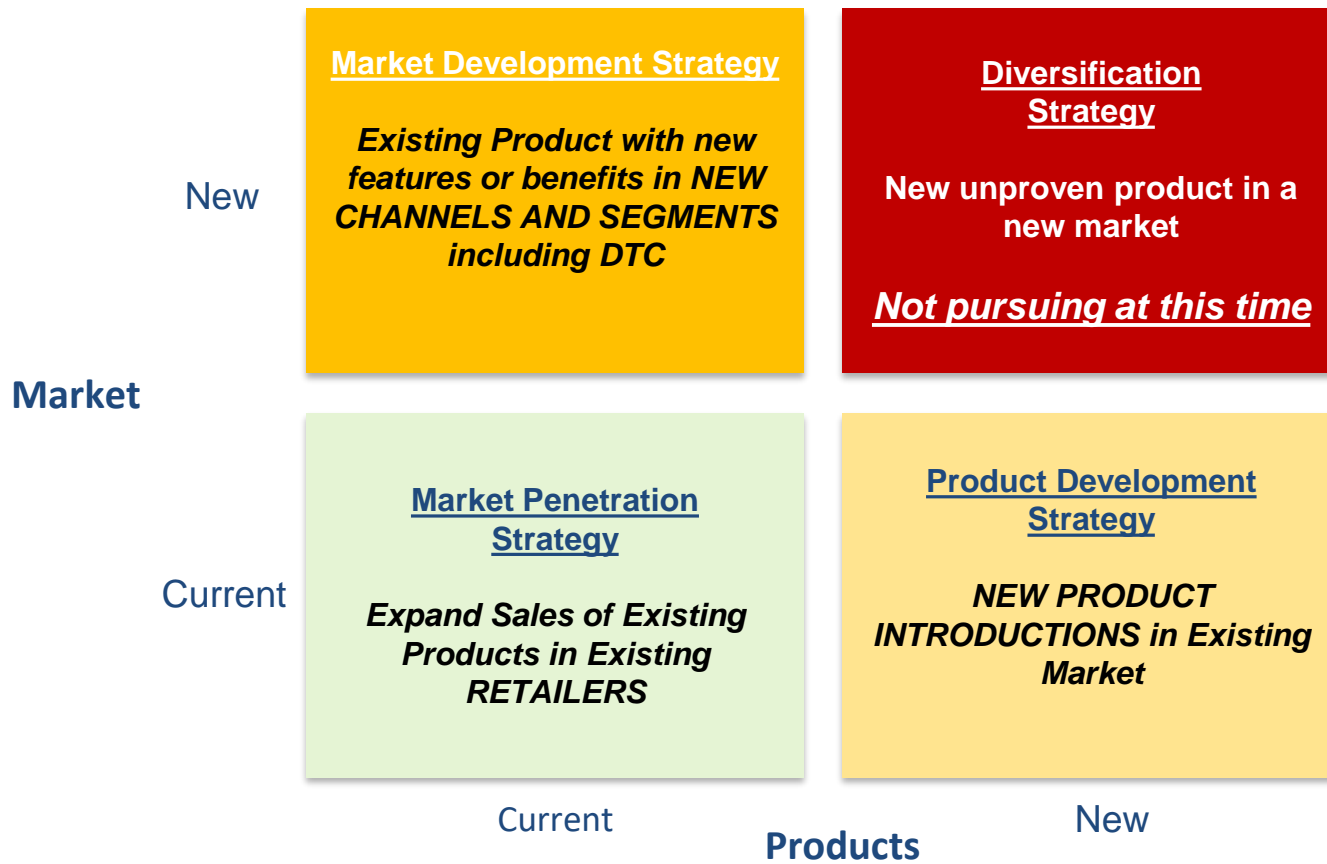 Market Development Strategy
Existing Product with new
features or benefits in NEW
CHANNELS AND SEGMENTS
including DTC
Diversification
Strategy
New unproven product in a
new market
Not pursuing at this time
New
Market
Market Penetration
Strategy
Expand Sales of Existing
Products in Existing
RETAILERS
Product Development
Strategy
NEW PRODUCT
INTRODUCTIONS in Existing
Market
Current
Current
New
Products